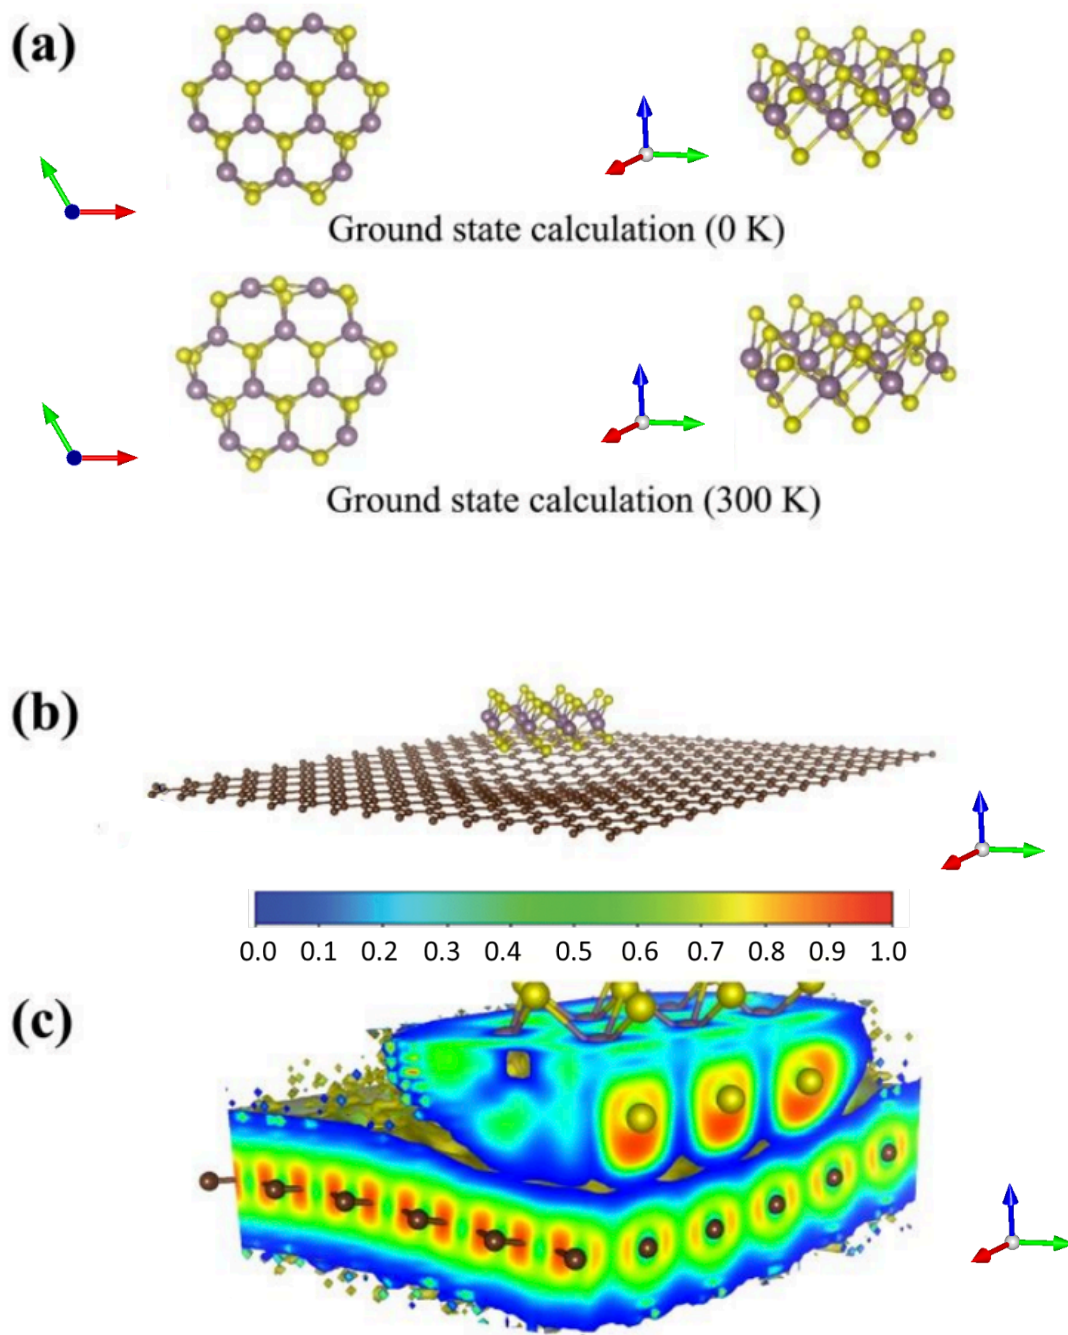 (a)
Ground state calculation (0 K)
Ground state calculation (300 K)
(b)
0.0 0.1 0.2 0.3 0.4 0.5 0.6 0.7 0.8 0.9 1.0
(c)